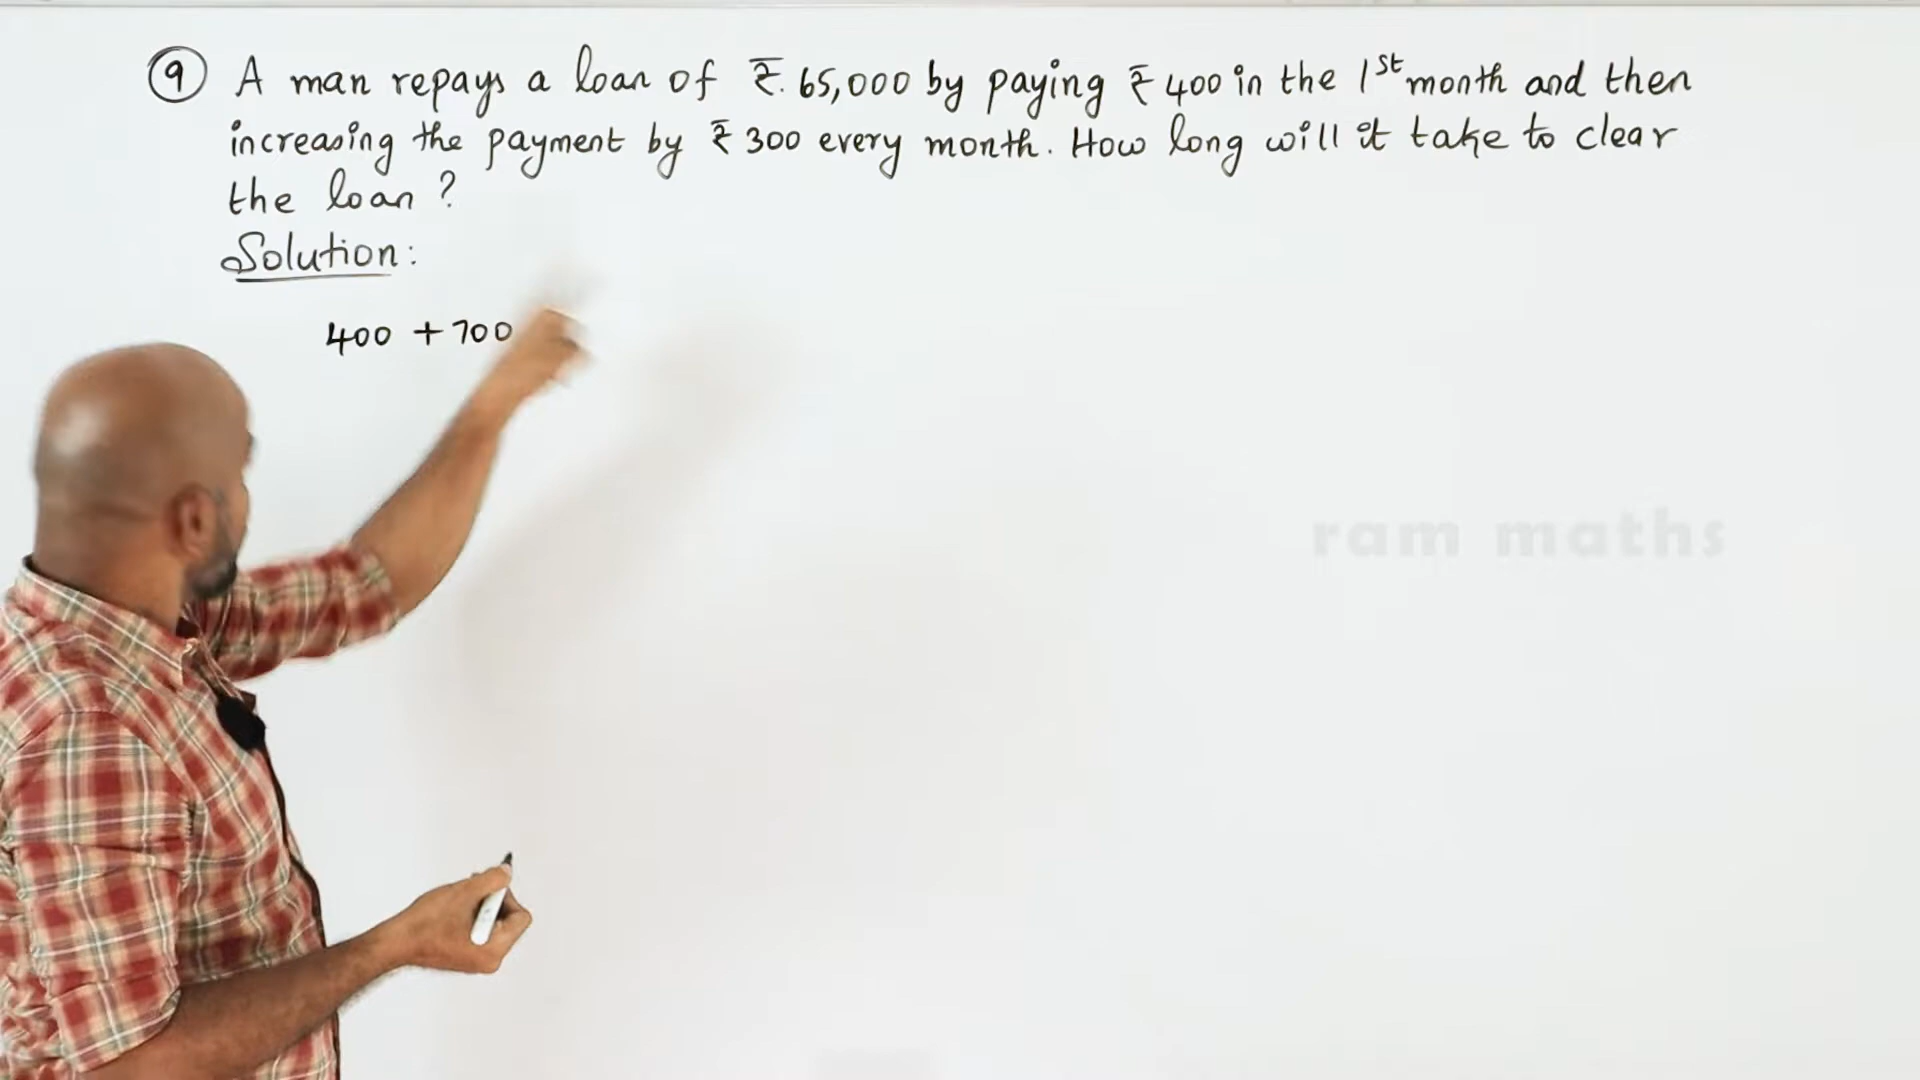 9 A man repays a loan of ₹. 65,000 by paying ₹ 400 in the 1st month and then
increasing the payment by ₹ 300 every month. How long will it take to clear
the loan ?
Solution:
400 + 700
ram maths